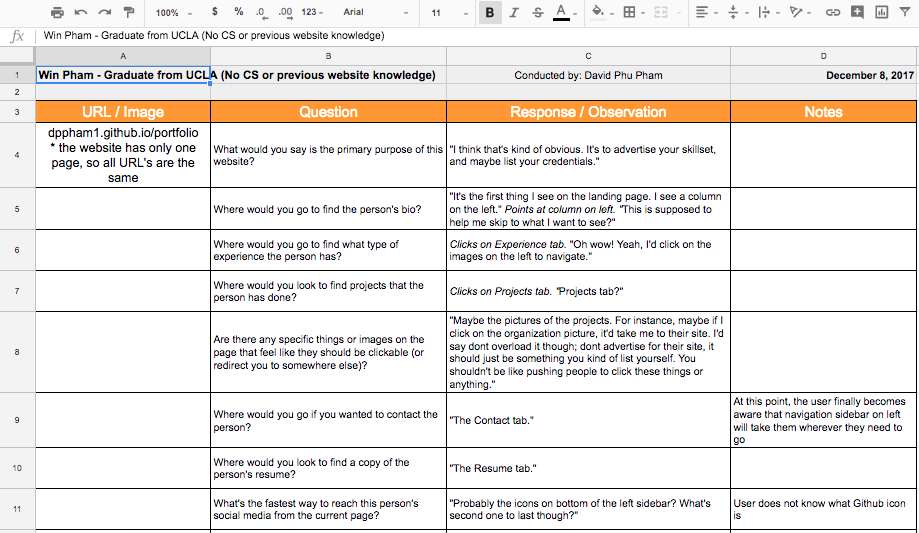 100% $ % .0 .00 123 Arial 11 B I S A
fx Win Pham - Graduate from UCLA (No CS or previous website knowledge)
A B C D
1 Win Pham - Graduate from UCLA (No CS or previous website knowledge) Conducted by: David Phu Pham December 8, 2017
2
3 URL / Image Question Response / Observation Notes
4
dppham1.github.io/portfolio
* the website has only one
page, so all URL's are the
same
What would you say is the primary purpose of this
website?
"I think that's kind of obvious. It's to advertise your skillset,
and maybe list your credentials."
5
Where would you go to find the person's bio?
"It's the first thing I see on the landing page. I see a column
on the left." Points at column on left. "This is supposed to
help me skip to what I want to see?"
6
Where would you go to find what type of
experience the person has?
Clicks on Experience tab. "Oh wow! Yeah, I'd click on the
images on the left to navigate."
7
Where would you look to find projects that the
person has done?
Clicks on Projects tab. "Projects tab?"
8
Are there any specific things or images on the
page that feel like they should be clickable (or
redirect you to somewhere else)?
"Maybe the pictures of the projects. For instance, maybe if I
click on the organization picture, it'd take me to their site. I'd
say dont overload it though; dont advertise for their site, it
should just be something you kind of list yourself. You
shouldn't be like pushing people to click these things or
anything."
9
Where would you go if you wanted to contact the
person?
"The Contact tab."
At this point, the user finally becomes
aware that navigation sidebar on left
will take them wherever they need to
go
10
Where would you look to find a copy of the
person's resume?
"The Resume tab."
11
What's the fastest way to reach this person's
social media from the current page?
"Probably the icons on bottom of the left sidebar? What's
second one to last though?"
User does not know what Github icon
is